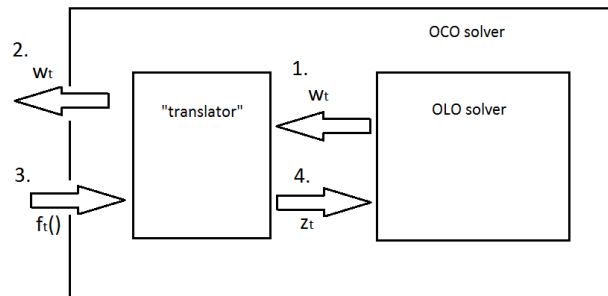 OCO solver
2.
wt
1.
wt
"translator"
OLO solver
3.
ft()
4.
zt